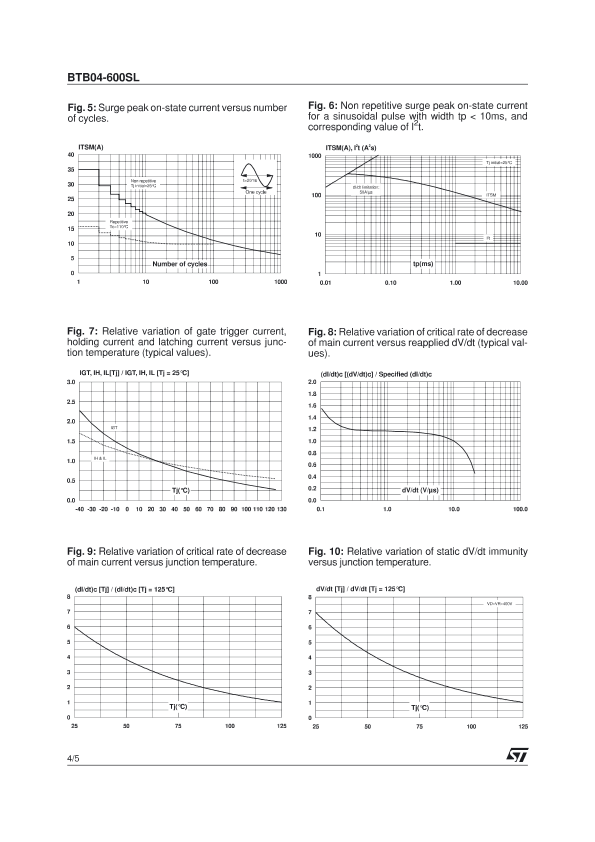 BTB04-600SL
Fig. 5: Surge peak on-state current versus number
of cycles.
ITSM(A)
40
35
30
25
20
15
10
5
0
Non repetitive
Tj initial=25°C
Repetitive
One cycle
Number of cycles
1 10 100 1000
Fig. 6: Non repetitive surge peak on-state current
for a sinusoidal pulse with width tp < 10ms, and
corresponding value of I²t.
ITSM(A), I²t (A²s)
1000
100
10
1
Tj initial=25°C
dI/dt limitation:
50A/µs
ITSM
I²t
tp(ms)
0.01 0.10 1.00 10.00
Fig. 7: Relative variation of gate trigger current,
holding current and latching current versus junc-
tion temperature (typical values).
IGT, IH, IL[Tj] / IGT, IH, IL [Tj = 25°C]
3.0
2.5
2.0
1.5
1.0
0.5
0.0
IGT
IH & IL
Tj(°C)
-40 -30 -20 -10 0 10 20 30 40 50 60 70 80 90 100 110 120 130
Fig. 8: Relative variation of critical rate of decrease
of main current versus reapplied dV/dt (typical val-
ues).
(dI/dt)c [(dV/dt)c] / Specified (dI/dt)c
2.0
1.8
1.6
1.4
1.2
1.0
0.8
0.6
0.4
0.2
0.0
dV/dt (V/µs)
0.1 1.0 10.0 100.0
Fig. 9: Relative variation of critical rate of decrease
of main current versus junction temperature.
(dI/dt)c [Tj] / (dI/dt)c [Tj = 125°C]
8
7
6
5
4
3
2
1
0
Tj(°C)
25 50 75 100 125
Fig. 10: Relative variation of static dV/dt immunity
versus junction temperature.
dV/dt [Tj] / dV/dt [Tj = 125°C]
8
7
6
5
4
3
2
1
0
VD=VR=400V
Tj(°C)
25 50 75 100 125
4/5
ST